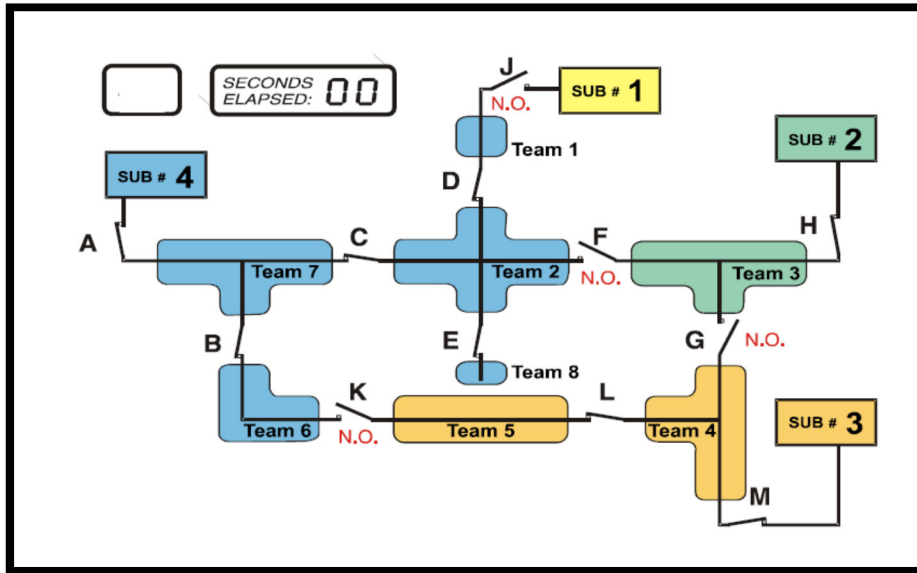 SECONDS
ELAPSED: 00
J
SUB # 1
N.O.
Team 1
SUB # 2
SUB # 4
D
A
C
F
H
Team 7
Team 2
N.O.
Team 3
B
E
G
N.O.
Team 8
K
L
Team 6
N.O.
Team 5
Team 4
SUB # 3
M